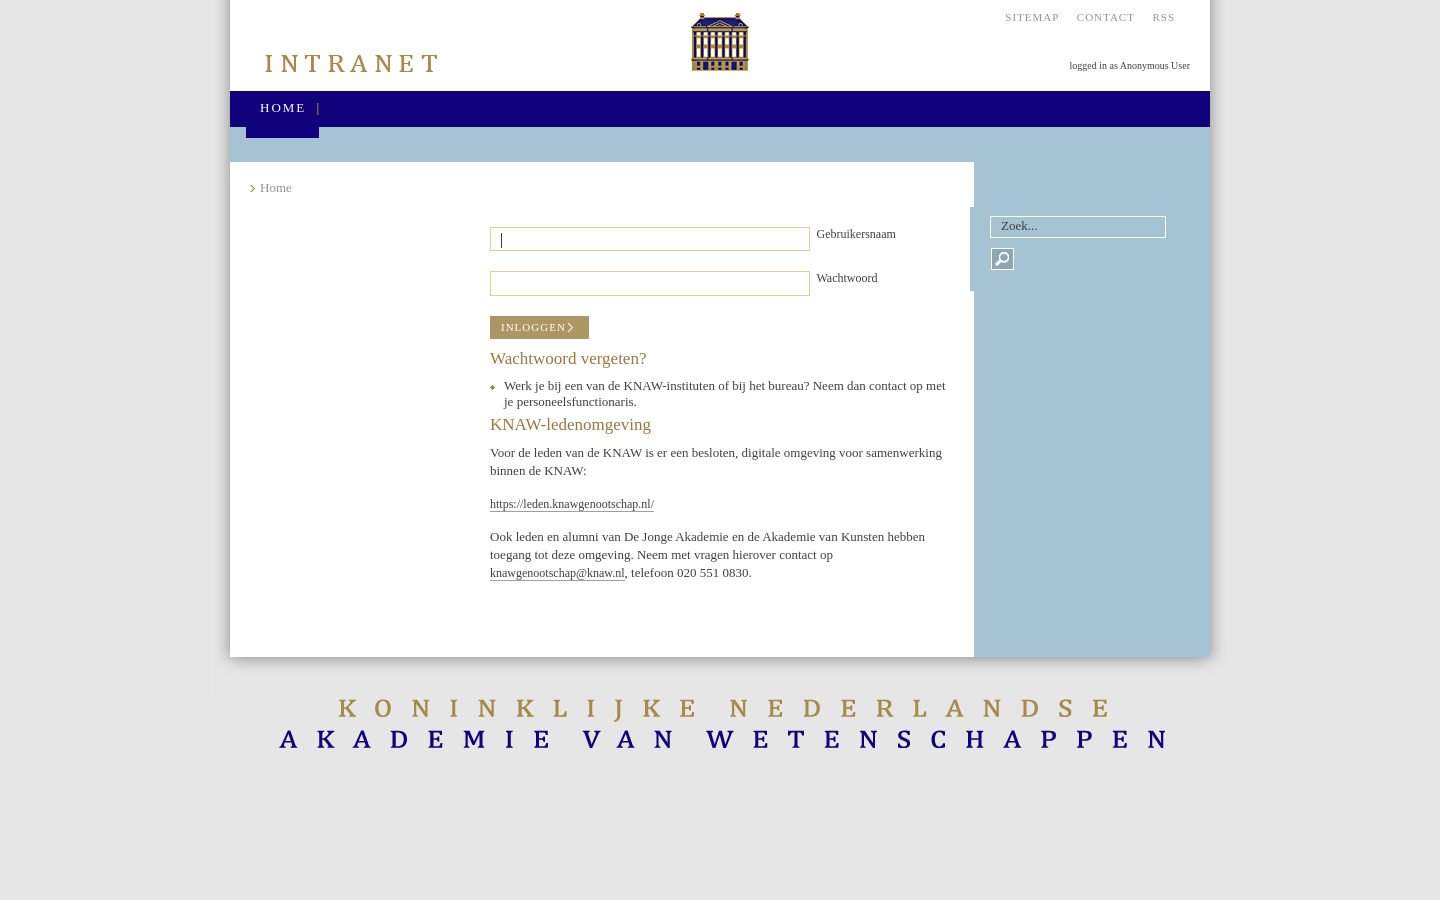 SITEMAP CONTACT RSS
INTRANET
logged in as Anonymous User
HOME |
Home
Gebruikersnaam
Zoek...
Wachtwoord
INLOGGEN
Wachtwoord vergeten?
Werk je bij een van de KNAW-instituten of bij het bureau? Neem dan contact op met
je personeelsfunctionaris.
KNAW-ledenomgeving
Voor de leden van de KNAW is er een besloten, digitale omgeving voor samenwerking
binnen de KNAW:
https://leden.knawgenootschap.nl/
Ook leden en alumni van De Jonge Akademie en de Akademie van Kunsten hebben
toegang tot deze omgeving. Neem met vragen hierover contact op
knawgenootschap@knaw.nl, telefoon 020 551 0830.
KONINKLIJKE NEDERLANDSE
AKADEMIE VAN WETENSCHAPPEN